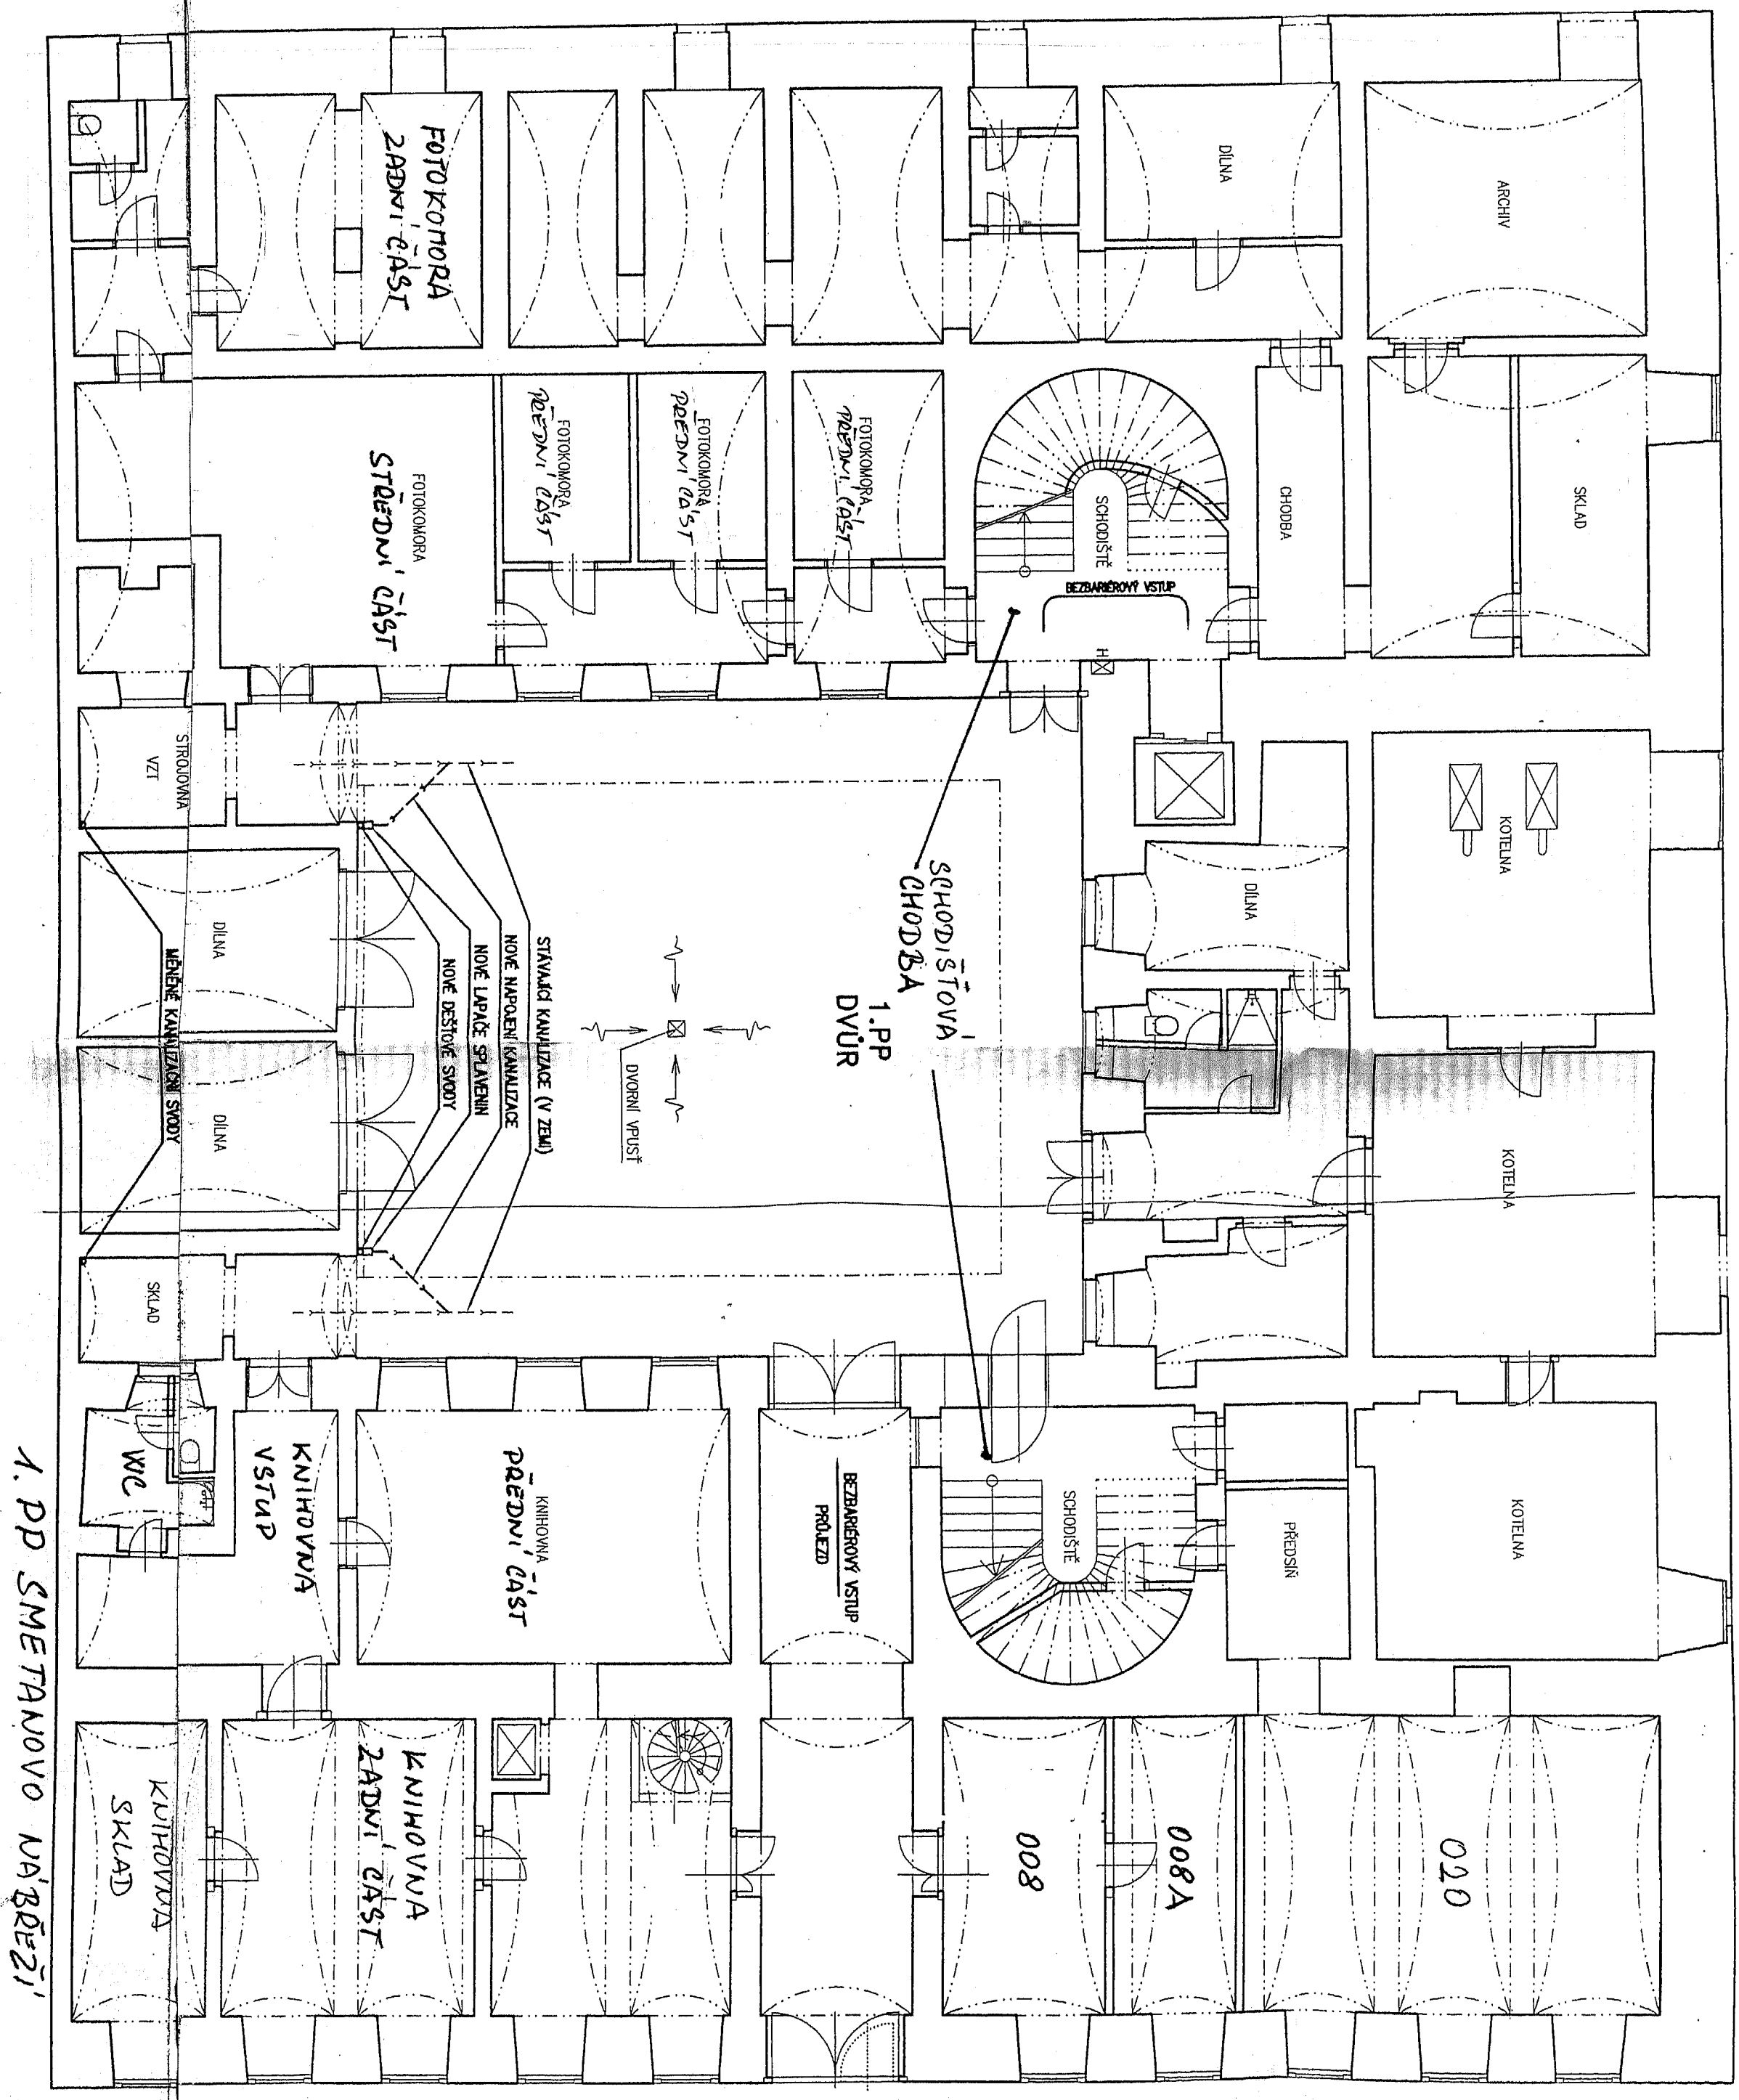 FOTOKOMORA
ZADNÍ ČÁST
DÍLNA
ARCHIV
FOTOKOMORA
STŘEDNÍ ČÁST
FOTOKOMORA
PŘEDNÍ ČÁST
FOTOKOMORA
PŘEDNÍ ČÁST
FOTOKOMORA
PŘEDNÍ ČÁST
SCHODIŠTĚ
BEZBARIÉROVÝ VSTUP
H
CHODBA
SKLAD
STROJOVNA
VZT
DÍLNA
DÍLNA
SKLAD
MĚNĚNÉ KANALIZAČNÍ SVODY
STÁVAJÍCÍ KANALIZACE (V ZEMI)
NOVÉ NAPOJENÍ KANALIZACE
NOVÉ LAPAČE SPLAVENIN
NOVÉ DEŠŤOVÉ SVODY
DVORNÍ VPUSŤ
1.PP
DVŮR
SCHODIŠŤOVÁ
CHODBA
DÍLNA
KOTELNA
KOTELNA
KOTELNA
WC
KNIHOVNA
VSTUP
KNIHOVNA
PŘEDNÍ ČÁST
BEZBARIÉROVÝ VSTUP
PRŮJEZD
SCHODIŠTĚ
PŘEDSÍŇ
KNIHOVNA
SKLAD
KNIHOVNA
ZADNÍ ČÁST
008
008A
020
1. PP SMETANOVO NÁBŘEŽÍ